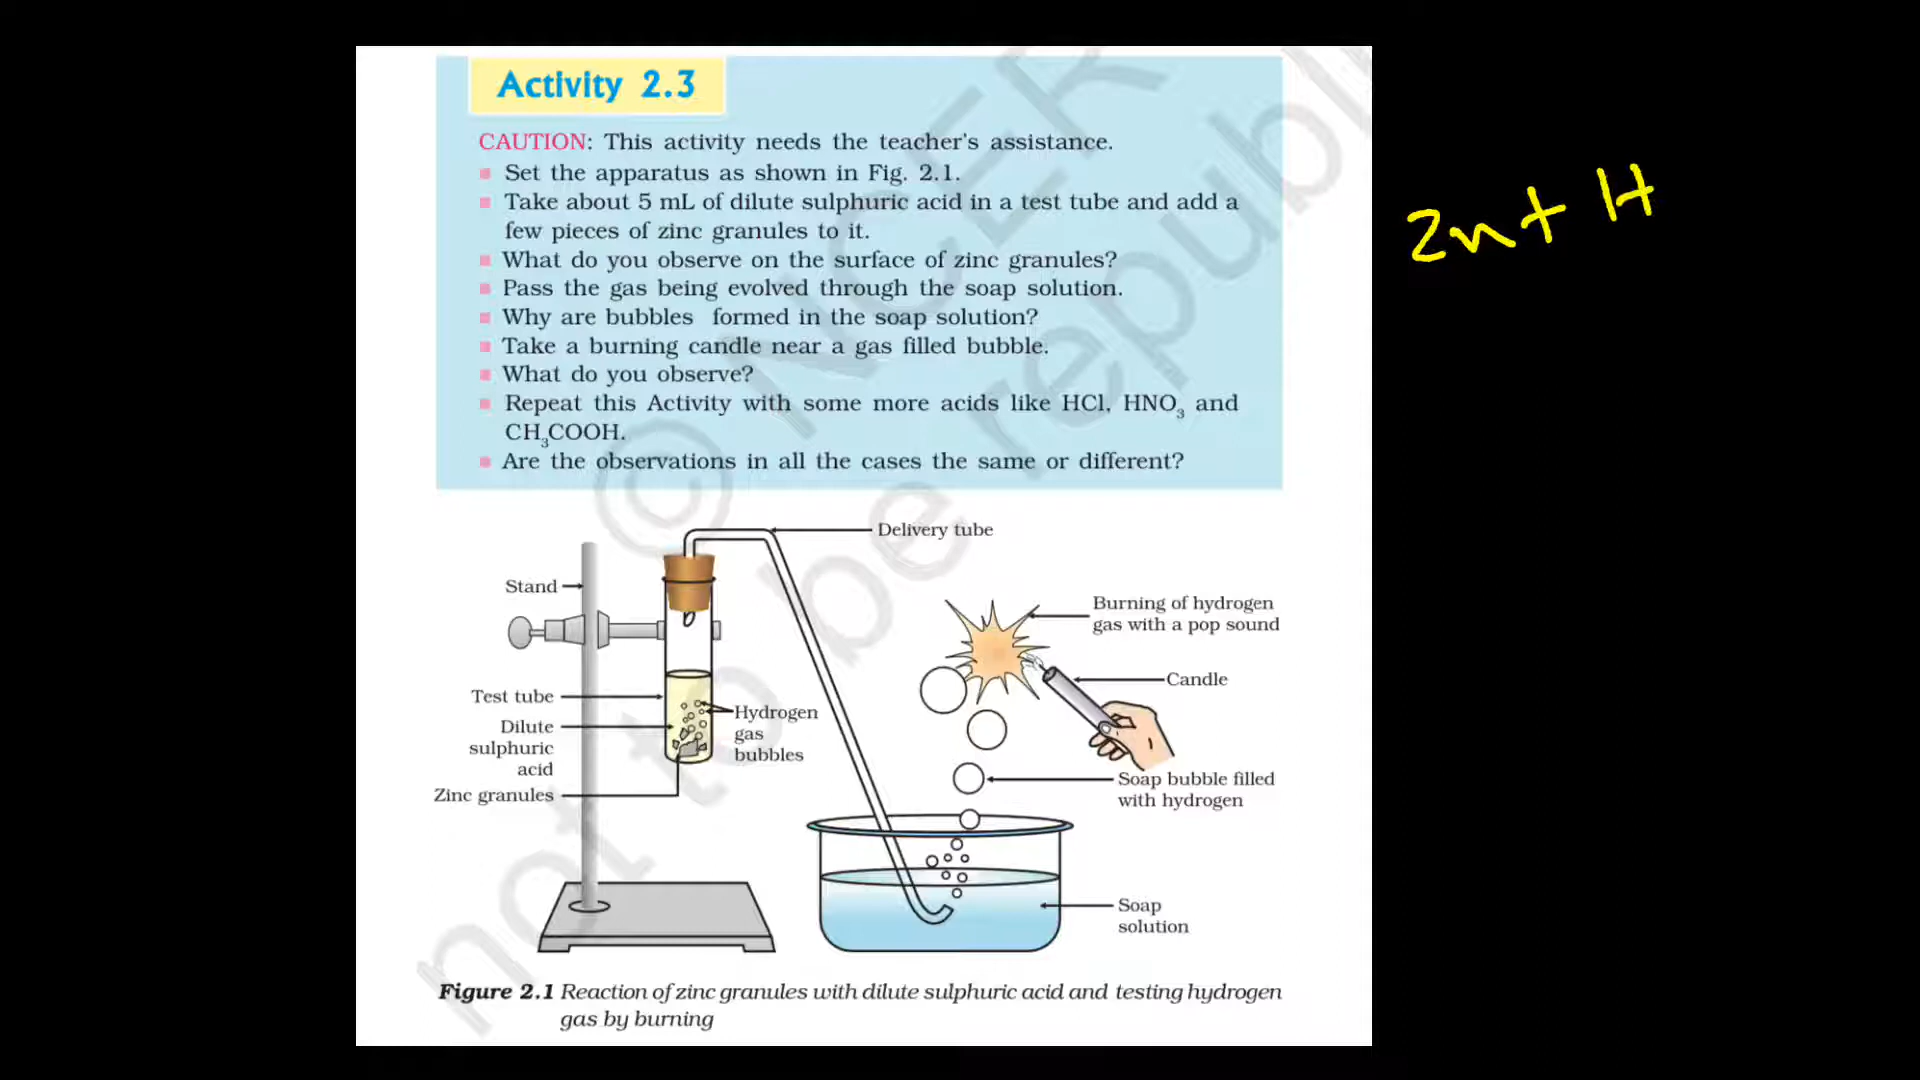 Activity 2.3
CAUTION: This activity needs the teacher's assistance.
■ Set the apparatus as shown in Fig. 2.1.
■ Take about 5 mL of dilute sulphuric acid in a test tube and add a
few pieces of zinc granules to it.
■ What do you observe on the surface of zinc granules?
■ Pass the gas being evolved through the soap solution.
■ Why are bubbles formed in the soap solution?
■ Take a burning candle near a gas filled bubble.
■ What do you observe?
■ Repeat this Activity with some more acids like HCl, HNO₃ and
CH₃COOH.
■ Are the observations in all the cases the same or different?
Zn + H
Delivery tube
Stand
Burning of hydrogen
gas with a pop sound
Candle
Test tube
Hydrogen
gas
bubbles
Dilute
sulphuric
acid
Zinc granules
Soap bubble filled
with hydrogen
Soap
solution
Figure 2.1 Reaction of zinc granules with dilute sulphuric acid and testing hydrogen
gas by burning
© NCER
not to be republi